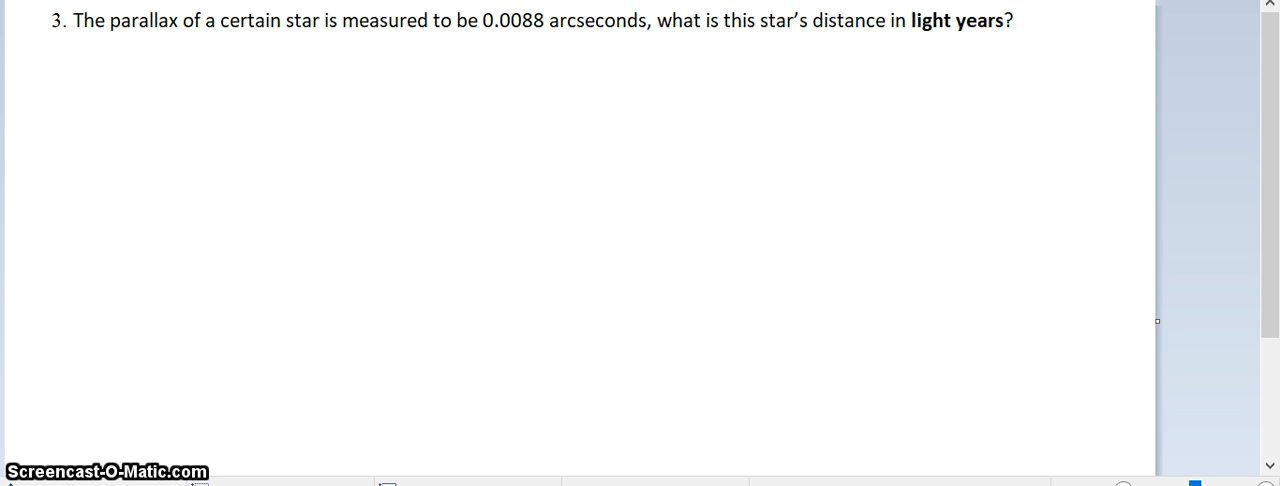 3. The parallax of a certain star is measured to be 0.0088 arcseconds, what is this star’s distance in light years?
Screencast-O-Matic.com